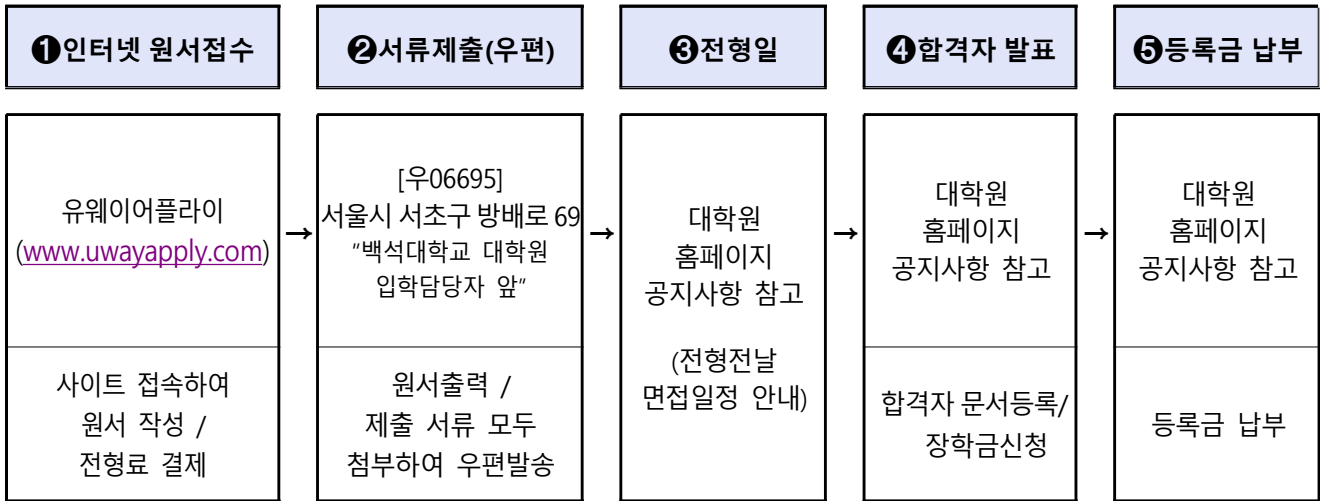 ❶인터넷 원서접수
❷서류제출(우편)
❸전형일
❹합격자 발표
❺등록금 납부
유웨이어플라이
(www.uwayapply.com)
사이트 접속하여
원서 작성 /
전형료 결제
→
[우06695]
서울시 서초구 방배로 69
"백석대학교 대학원
입학담당자 앞"
원서출력 /
제출 서류 모두
첨부하여 우편발송
→
대학원
홈페이지
공지사항 참고
(전형전날
면접일정 안내)
→
대학원
홈페이지
공지사항 참고
합격자 문서등록/
장학금신청
→
대학원
홈페이지
공지사항 참고
등록금 납부